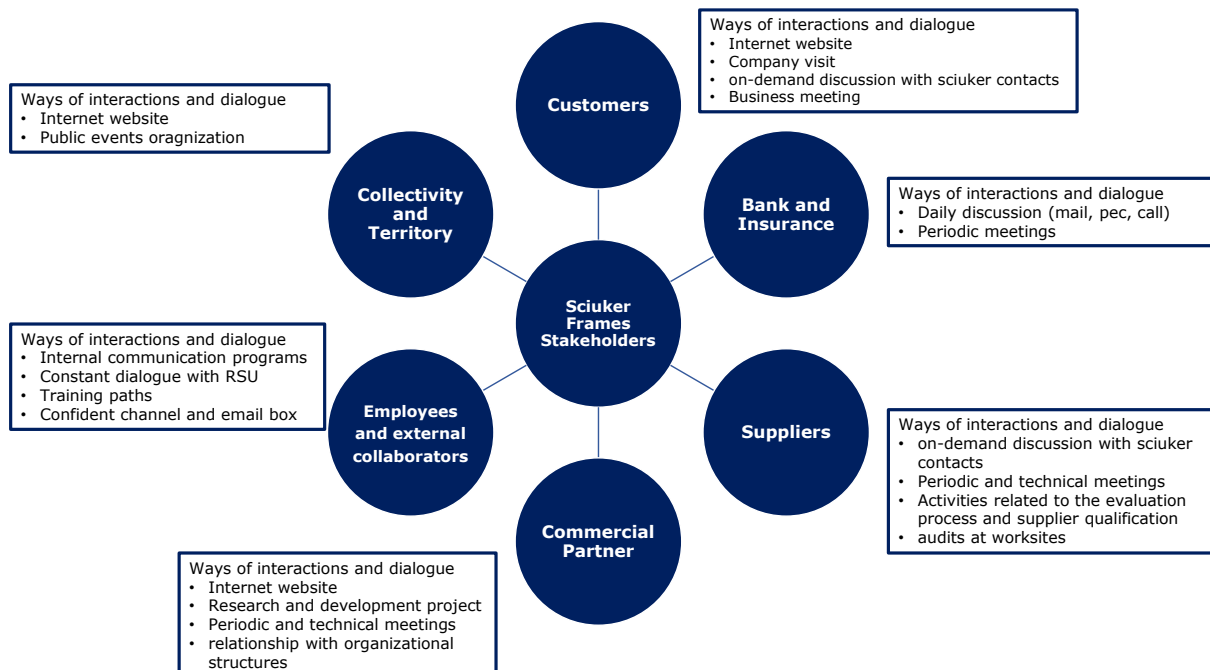 Ways of interactions and dialogue
• Internet website
• Company visit
• on-demand discussion with sciuker contacts
• Business meeting
Customers
Ways of interactions and dialogue
• Internet website
• Public events oragnization
Collectivity
and
Territory
Bank and
Insurance
Ways of interactions and dialogue
• Daily discussion (mail, pec, call)
• Periodic meetings
Sciuker
Frames
Stakeholders
Ways of interactions and dialogue
• Internal communication programs
• Constant dialogue with RSU
• Training paths
• Confident channel and email box
Employees
and external
collaborators
Suppliers
Ways of interactions and dialogue
• on-demand discussion with sciuker
contacts
• Periodic and technical meetings
• Activities related to the evaluation
process and supplier qualification
• audits at worksites
Commercial
Partner
Ways of interactions and dialogue
• Internet website
• Research and development project
• Periodic and technical meetings
• relationship with organizational
structures